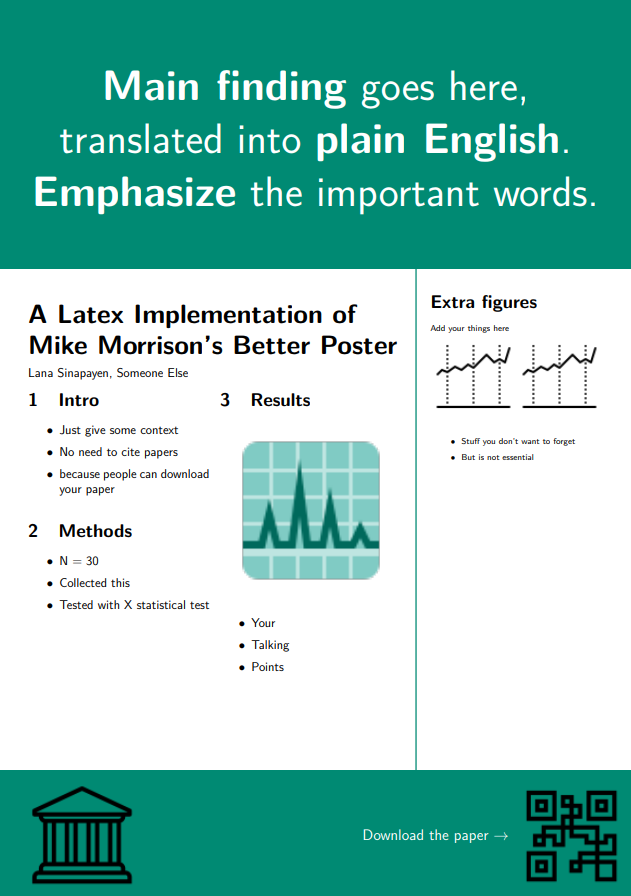 Main finding goes here,
translated into plain English.
Emphasize the important words.
A Latex Implementation of
Mike Morrison's Better Poster
Lana Sinapayen, Someone Else
1 Intro
• Just give some context
• No need to cite papers
• because people can download
your paper
2 Methods
• N = 30
• Collected this
• Tested with X statistical test
3 Results
• Your
• Talking
• Points
Extra figures
Add your things here
• Stuff you don't want to forget
• But is not essential
Download the paper →